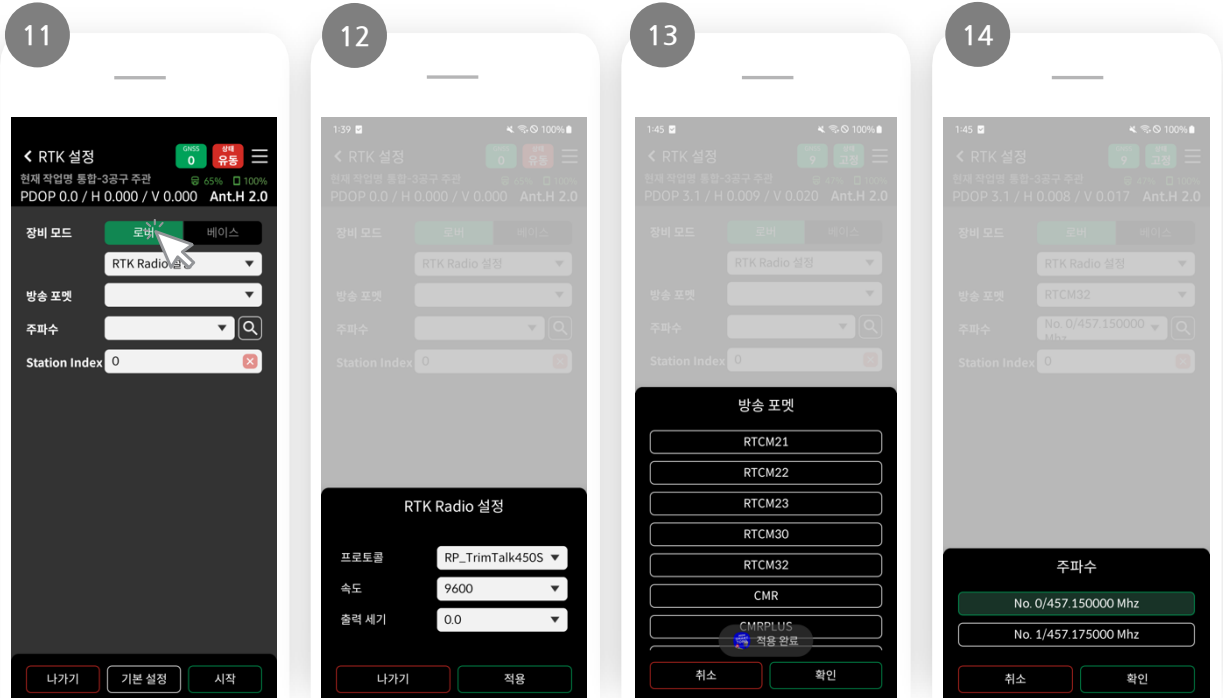 11
RTK 설정
GNSS
0
상태
유동
현재 작업명 통합-3공구 주관
65%
100%
PDOP 0.0 / H 0.000 / V 0.000 Ant.H 2.0
장비 모드
로버
베이스
RTK Radio 설정
방송 포멧
주파수
Station Index
0
나가기
기본 설정
시작
12
1:39
100%
RTK 설정
0
유동
현재 작업명 통합-3공구 주관
PDOP 0.0 / H 0.000 / V 0.000 Ant.H 2.0
장비 모드
로버
베이스
RTK Radio 설정
방송 포멧
주파수
Station Index
0
RTK Radio 설정
프로토콜
RP_TrimTalk450S
속도
9600
출력 세기
0.0
나가기
적용
13
1:45
100%
RTK 설정
9
고정
현재 작업명 통합-3공구 주관
PDOP 3.1 / H 0.009 / V 0.020 Ant.H 2.0
장비 모드
로버
베이스
RTK Radio 설정
방송 포멧
주파수
Station Index
0
방송 포멧
RTCM21
RTCM22
RTCM23
RTCM30
RTCM32
CMR
CMRPLUS
적용 완료
취소
확인
14
1:45
100%
RTK 설정
9
고정
현재 작업명 통합-3공구 주관
PDOP 3.1 / H 0.008 / V 0.017 Ant.H 2.0
장비 모드
로버
베이스
RTK Radio 설정
방송 포멧
RTCM32
주파수
No. 0/457.150000
Mhz
Station Index
0
주파수
No. 0/457.150000 Mhz
No. 1/457.175000 Mhz
취소
확인